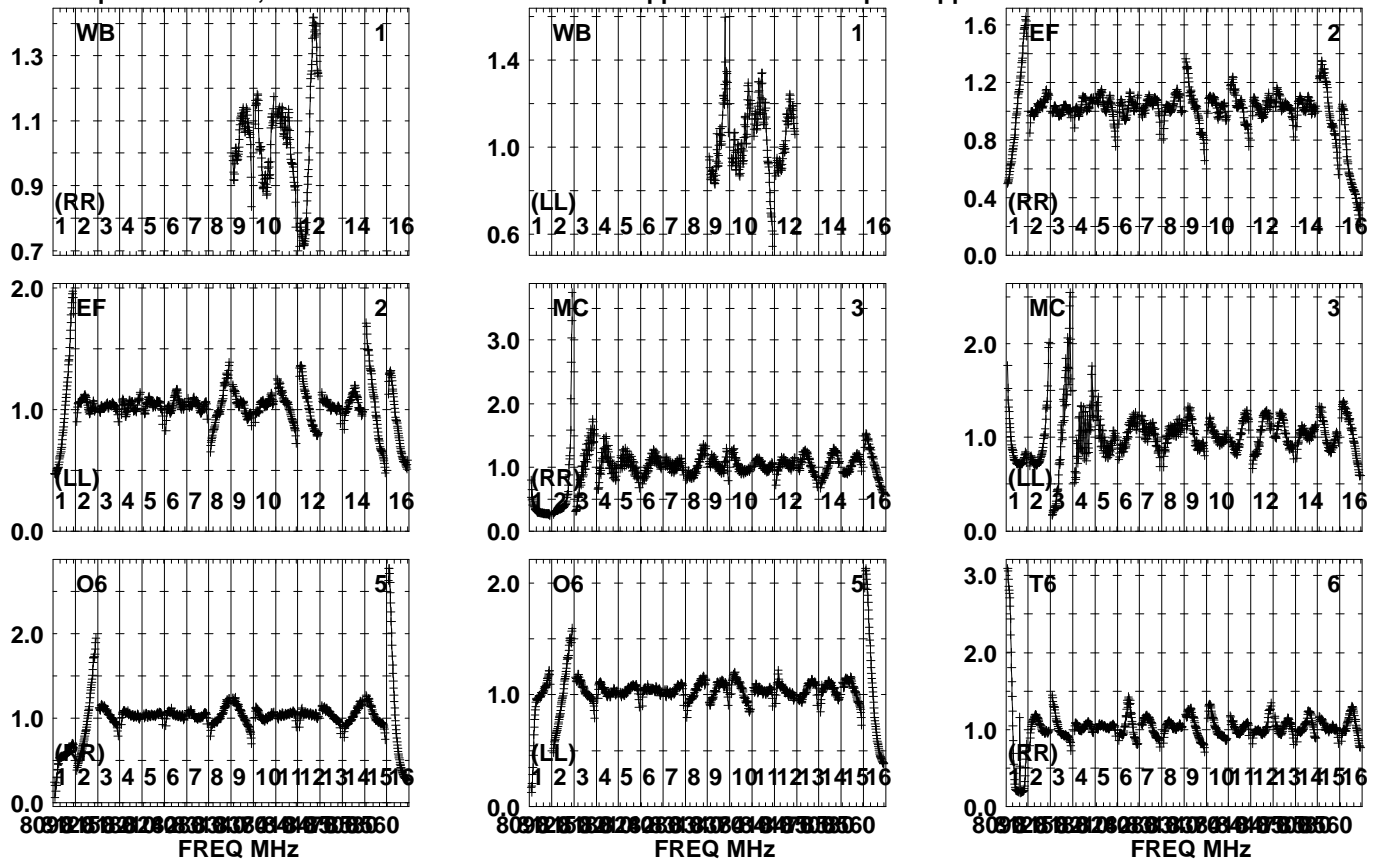 WB 1
1.3
1.1
0.9
0.7
(RR)
1 2 3 4 5 6 7 8 9 10 12 14 16
WB 1
1.4
1.0
0.6
(LL)
1 2 3 4 5 6 7 8 9 10 12 14 16
EF 2
1.6
1.2
0.8
0.4
0.0
(RR)
1 2 3 4 5 6 7 8 9 10 12 14 16
EF 2
2.0
1.0
0.0
(LL)
1 2 3 4 5 6 7 8 9 10 12 14 16
MC 3
3.0
2.0
1.0
0.0
(RR)
1 2 3 4 5 6 7 8 9 10 12 14 16
MC 3
2.0
1.0
0.0
(LL)
1 2 3 4 5 6 7 8 9 10 12 14 16
O6 5
2.0
1.0
0.0
(RR)
1 2 3 4 5 6 7 8 9 10 11 12 13 14 15 16
FREQ MHz
O6 5
2.0
1.0
0.0
(LL)
1 2 3 4 5 6 7 8 9 10 11 12 13 14 15 16
FREQ MHz
T6 6
3.0
2.0
1.0
0.0
(RR)
1 2 3 4 5 6 7 8 9 10 11 12 13 14 15 16
FREQ MHz